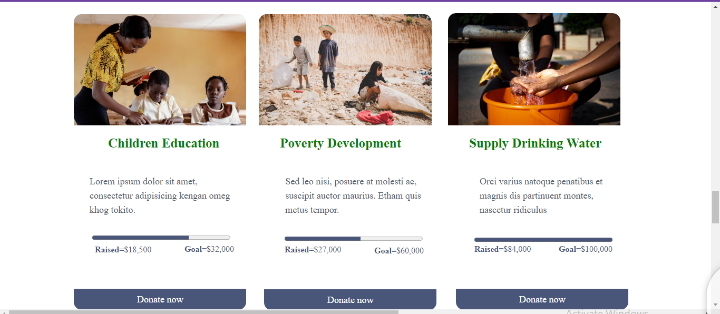 Children Education
Lorem ipsum dolor sit amet,
consectetur adipisicing kengan omeg
khog tokito.
Raised=$18,500 Goal=$32,000
Donate now
Poverty Development
Sed leo nisi, posuere at molesti ae,
suscipit auctor maurius. Etham quis
metus tempor.
Raised=$27,000 Goal=$60,000
Donate now
Supply Drinking Water
Orci varius natoque penatibus et
magnis dis partinuent montes,
nascetur ridiculus
Raised=$84,000 Goal=$100,000
Donate now
Activate Windows